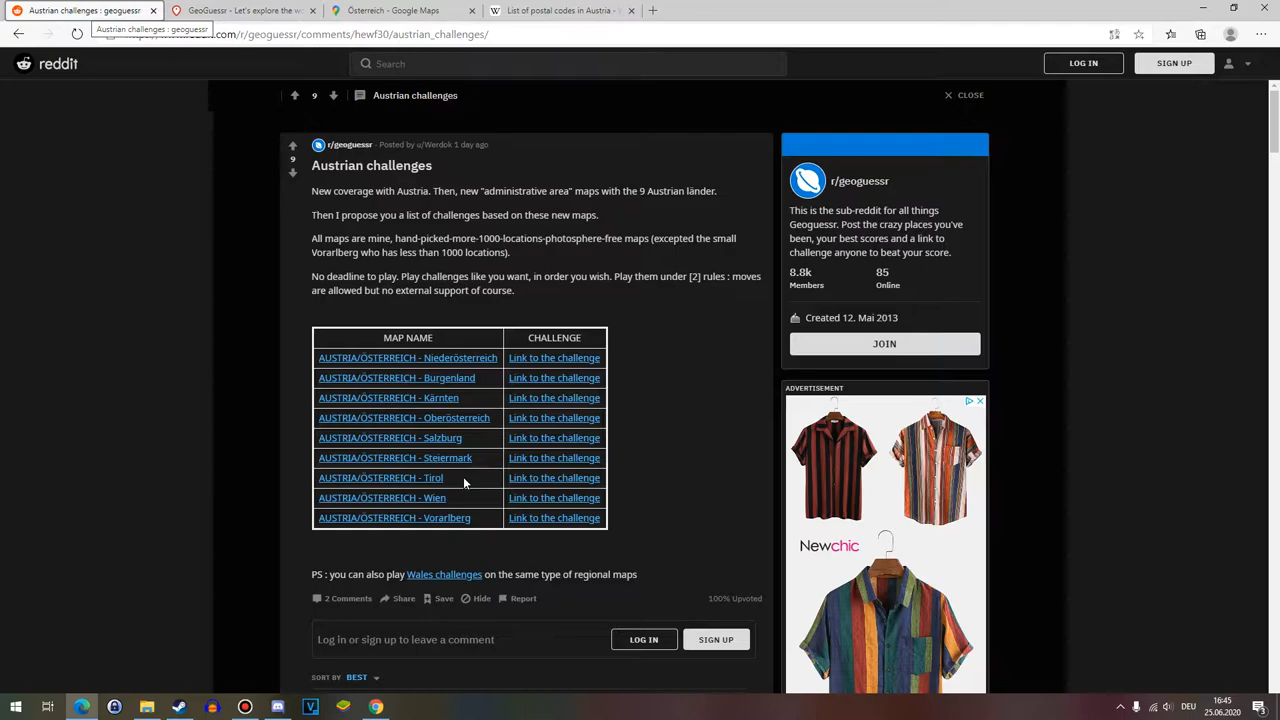 Austrian challenges : geoguessr
GeoGuessr - Let's explore the wo
Österreich - Google Maps
List of postal codes in Austria -
Austrian challenges : geoguessr
.com/r/geoguessr/comments/hewf30/austrian_challenges/
reddit
Search
LOG IN
SIGN UP
9
Austrian challenges
CLOSE
r/geoguessr · Posted by u/Werdok 1 day ago
9
Austrian challenges
New coverage with Austria. Then, new "administrative area" maps with the 9 Austrian länder.
Then I propose you a list of challenges based on these new maps.
All maps are mine, hand-picked-more-1000-locations-photosphere-free maps (excepted the small
Vorarlberg who has less than 1000 locations).
No deadline to play. Play challenges like you want, in order you wish. Play them under [2] rules : moves
are allowed but no external support of course.
MAP NAME CHALLENGE
AUSTRIA/ÖSTERREICH - Niederösterreich Link to the challenge
AUSTRIA/ÖSTERREICH - Burgenland Link to the challenge
AUSTRIA/ÖSTERREICH - Kärnten Link to the challenge
AUSTRIA/ÖSTERREICH - Oberösterreich Link to the challenge
AUSTRIA/ÖSTERREICH - Salzburg Link to the challenge
AUSTRIA/ÖSTERREICH - Steiermark Link to the challenge
AUSTRIA/ÖSTERREICH - Tirol Link to the challenge
AUSTRIA/ÖSTERREICH - Wien Link to the challenge
AUSTRIA/ÖSTERREICH - Vorarlberg Link to the challenge
PS : you can also play Wales challenges on the same type of regional maps
2 Comments Share Save Hide Report 100% Upvoted
Log in or sign up to leave a comment LOG IN SIGN UP
SORT BY BEST
r/geoguessr
This is the sub-reddit for all things
Geoguessr. Post the crazy places you've
been, your best scores and a link to
challenge anyone to beat your score.
8.8k 85
Members Online
Created 12. Mai 2013
JOIN
ADVERTISEMENT
Newchic
DEU
16:45
25.06.2020
3